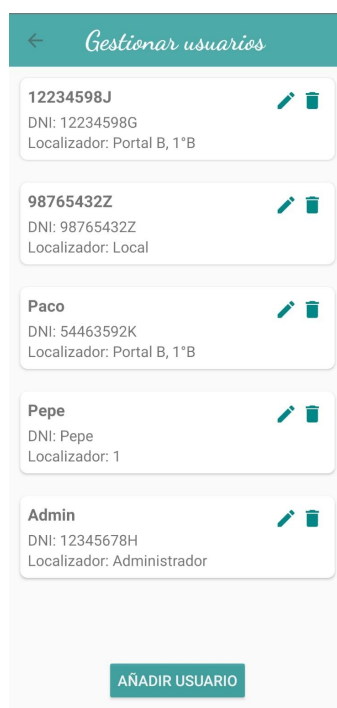 Gestionar usuarios
12234598J
DNI: 12234598G
Localizador: Portal B, 1°B
98765432Z
DNI: 98765432Z
Localizador: Local
Paco
DNI: 54463592K
Localizador: Portal B, 1°B
Pepe
DNI: Pepe
Localizador: 1
Admin
DNI: 12345678H
Localizador: Administrador
AÑADIR USUARIO